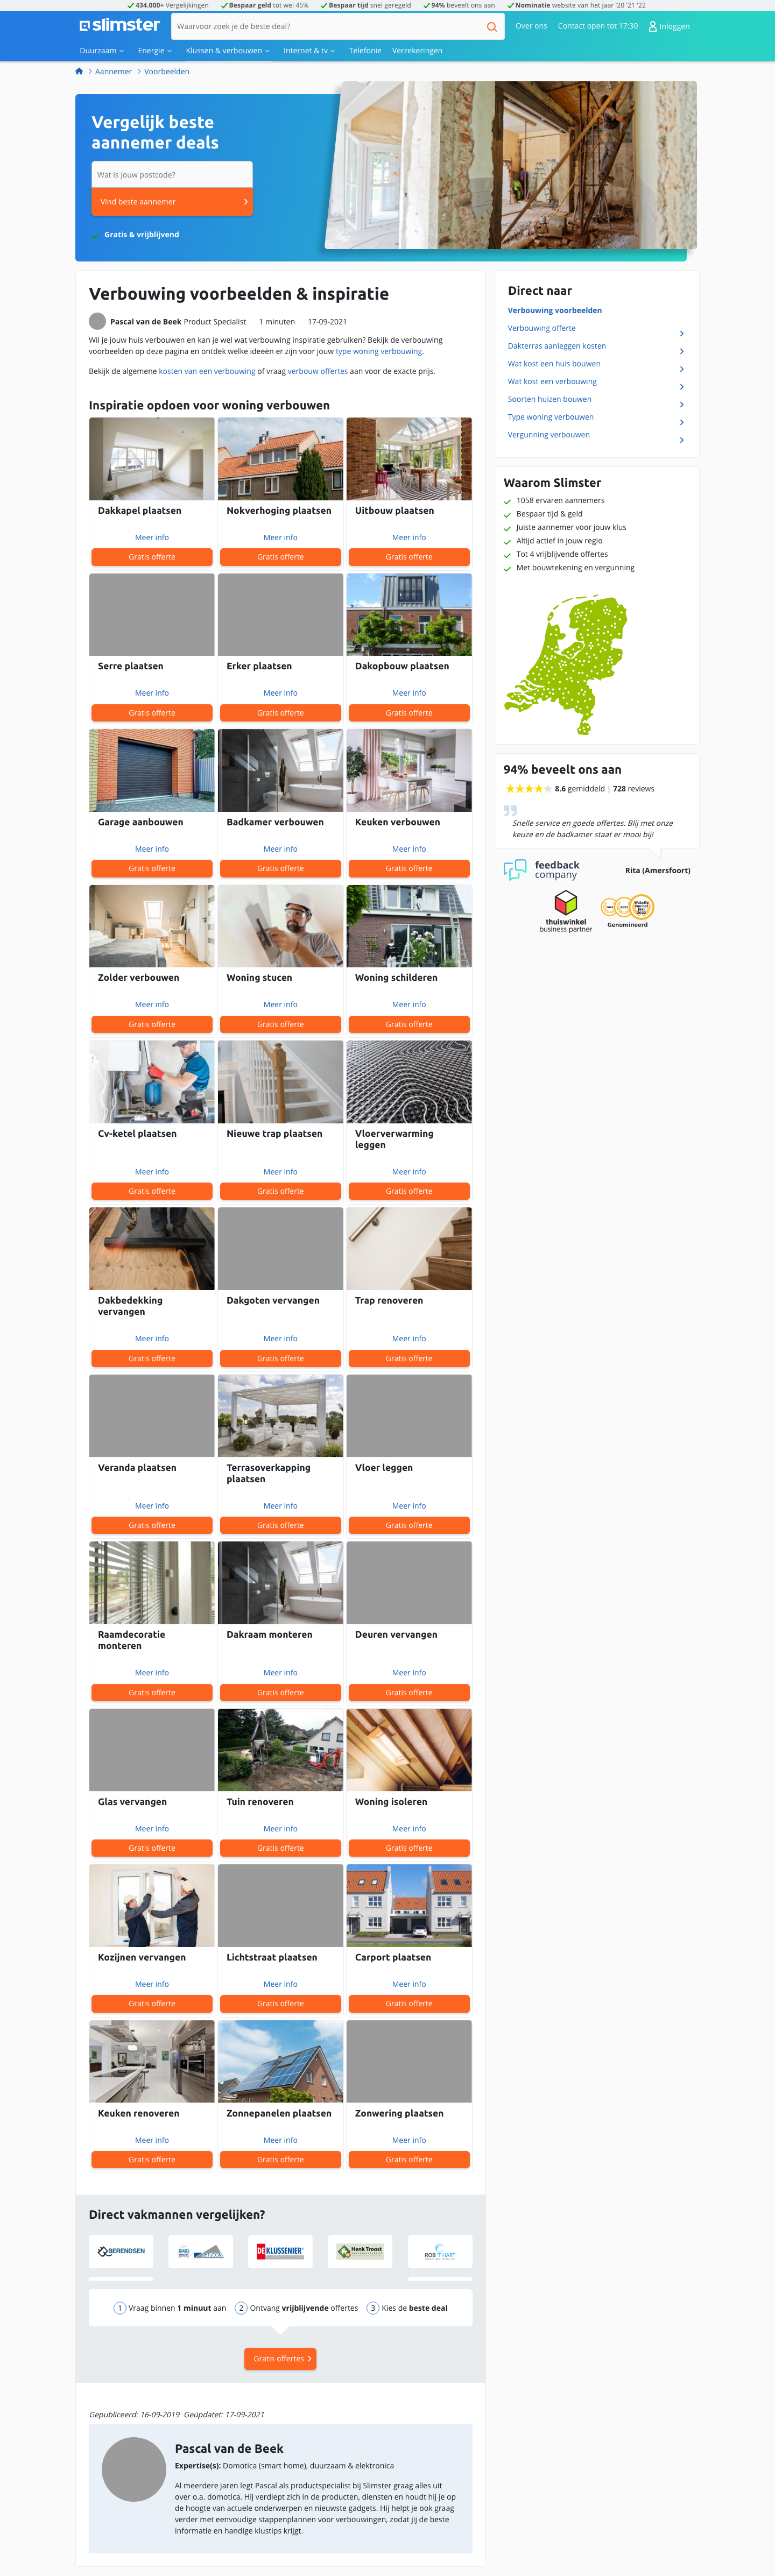 434.000+ Vergelijkingen
Bespaar geld tot wel 45%
Bespaar tijd snel geregeld
94% beveelt ons aan
Nominatie website van het jaar '20 '21 '22
slimster
Waarvoor zoek je de beste deal?
Over ons
Contact open tot 17:30
Inloggen
Duurzaam
Energie
Klussen & verbouwen
Internet & tv
Telefonie
Verzekeringen
Aannemer
Voorbeelden
Vergelijk beste
aannemer deals
Wat is jouw postcode?
Vind beste aannemer
Gratis & vrijblijvend
Verbouwing voorbeelden & inspiratie
Pascal van de Beek Product Specialist 1 minuten 17-09-2021
Wil je jouw huis verbouwen en kan je wel wat verbouwing inspiratie gebruiken? Bekijk de verbouwing
voorbeelden op deze pagina en ontdek welke ideeën er zijn voor jouw type woning verbouwing.
Bekijk de algemene kosten van een verbouwing of vraag verbouw offertes aan voor de exacte prijs.
Inspiratie opdoen voor woning verbouwen
Dakkapel plaatsen
Nokverhoging plaatsen
Uitbouw plaatsen
Meer info
Meer info
Meer info
Gratis offerte
Gratis offerte
Gratis offerte
Serre plaatsen
Erker plaatsen
Dakopbouw plaatsen
Meer info
Meer info
Meer info
Gratis offerte
Gratis offerte
Gratis offerte
Garage aanbouwen
Badkamer verbouwen
Keuken verbouwen
Meer info
Meer info
Meer info
Gratis offerte
Gratis offerte
Gratis offerte
Zolder verbouwen
Woning stucen
Woning schilderen
Meer info
Meer info
Meer info
Gratis offerte
Gratis offerte
Gratis offerte
Cv-ketel plaatsen
Nieuwe trap plaatsen
Vloerverwarming
leggen
Meer info
Meer info
Meer info
Gratis offerte
Gratis offerte
Gratis offerte
Dakbedekking
vervangen
Dakgoten vervangen
Trap renoveren
Meer info
Meer info
Meer info
Gratis offerte
Gratis offerte
Gratis offerte
Veranda plaatsen
Terrasoverkapping
plaatsen
Vloer leggen
Meer info
Meer info
Meer info
Gratis offerte
Gratis offerte
Gratis offerte
Raamdecoratie
monteren
Dakraam monteren
Deuren vervangen
Meer info
Meer info
Meer info
Gratis offerte
Gratis offerte
Gratis offerte
Glas vervangen
Tuin renoveren
Woning isoleren
Meer info
Meer info
Meer info
Gratis offerte
Gratis offerte
Gratis offerte
Kozijnen vervangen
Lichtstraat plaatsen
Carport plaatsen
Meer info
Meer info
Meer info
Gratis offerte
Gratis offerte
Gratis offerte
Keuken renoveren
Zonnepanelen plaatsen
Zonwering plaatsen
Meer info
Meer info
Meer info
Gratis offerte
Gratis offerte
Gratis offerte
Direct vakmannen vergelijken?
BERENDSEN
DE KLUSSENIER
Henk Troost
ROB 'T HART
1 Vraag binnen 1 minuut aan
2 Ontvang vrijblijvende offertes
3 Kies de beste deal
Gratis offertes
Gepubliceerd: 16-09-2019 Geüpdatet: 17-09-2021
Pascal van de Beek
Expertise(s): Domotica (smart home), duurzaam & elektronica
Al meerdere jaren legt Pascal als productspecialist bij Slimster graag alles uit
over o.a. domotica. Hij verdiept zich in de producten, diensten en houdt hij je op
de hoogte van actuele onderwerpen en nieuwste gadgets. Hij helpt je ook graag
verder met eenvoudige stappenplannen voor verbouwingen, zodat jij de beste
informatie en handige klustips krijgt.
Direct naar
Verbouwing voorbeelden
Verbouwing offerte
Dakterras aanleggen kosten
Wat kost een huis bouwen
Wat kost een verbouwing
Soorten huizen bouwen
Type woning verbouwen
Vergunning verbouwen
Waarom Slimster
1058 ervaren aannemers
Bespaar tijd & geld
Juiste aannemer voor jouw klus
Altijd actief in jouw regio
Tot 4 vrijblijvende offertes
Met bouwtekening en vergunning
94% beveelt ons aan
8.6 gemiddeld | 728 reviews
Snelle service en goede offertes. Blij met onze
keuze en de badkamer staat er mooi bij!
feedback
company
Rita (Amersfoort)
thuiswinkel
business partner
Genomineerd